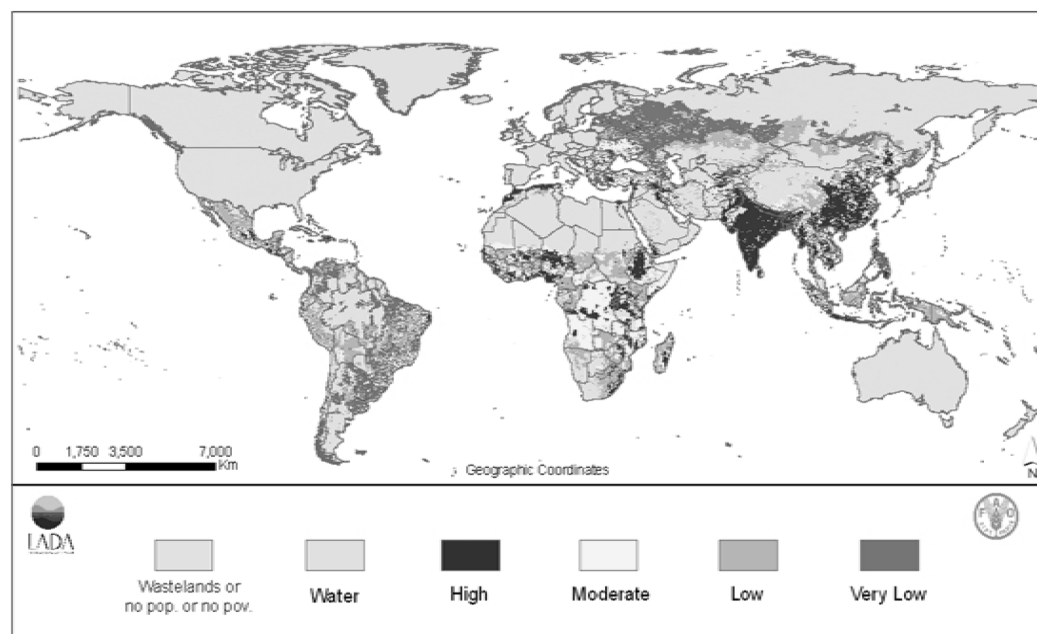 0 1,750 3,500 7,000
Km
Geographic Coordinates
N
LADA
F A O
Wastelands or
no pop. or no pov.
Water
High
Moderate
Low
Very Low